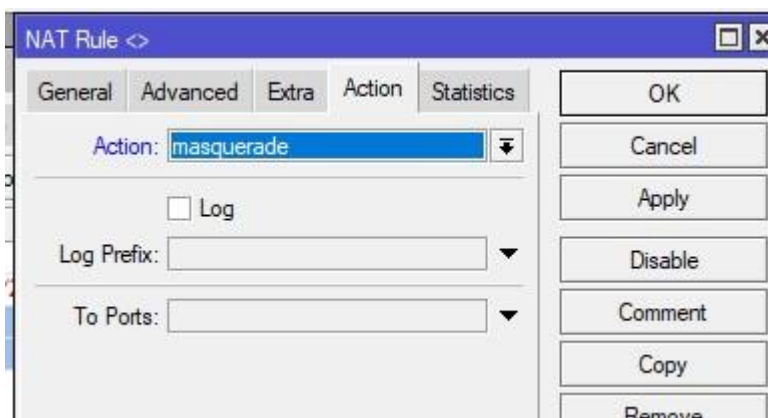 NAT Rule <>
General Advanced Extra Action Statistics
Action: masquerade
Log
Log Prefix:
To Ports:
OK
Cancel
Apply
Disable
Comment
Copy
Remove